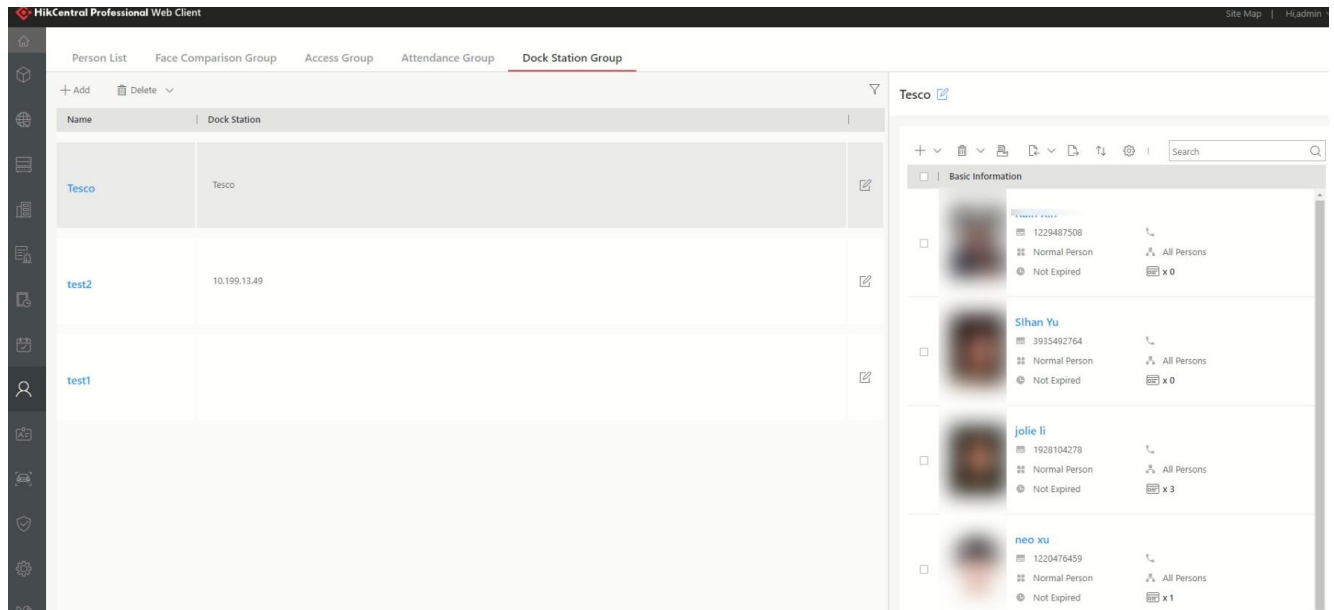 HikCentral Professional Web Client
Site Map | Hi,admin
Person List Face Comparison Group Access Group Attendance Group Dock Station Group
+ Add Delete
Tesco
Name Dock Station
Search
Basic Information
Tesco Tesco
test2 10.199.13.49
test1
1229487508
Normal Person All Persons
Not Expired x 0
Sihan Yu
3935492764
Normal Person All Persons
Not Expired x 0
jolie li
1928104278
Normal Person All Persons
Not Expired x 3
neo xu
1220476459
Normal Person All Persons
Not Expired x 1